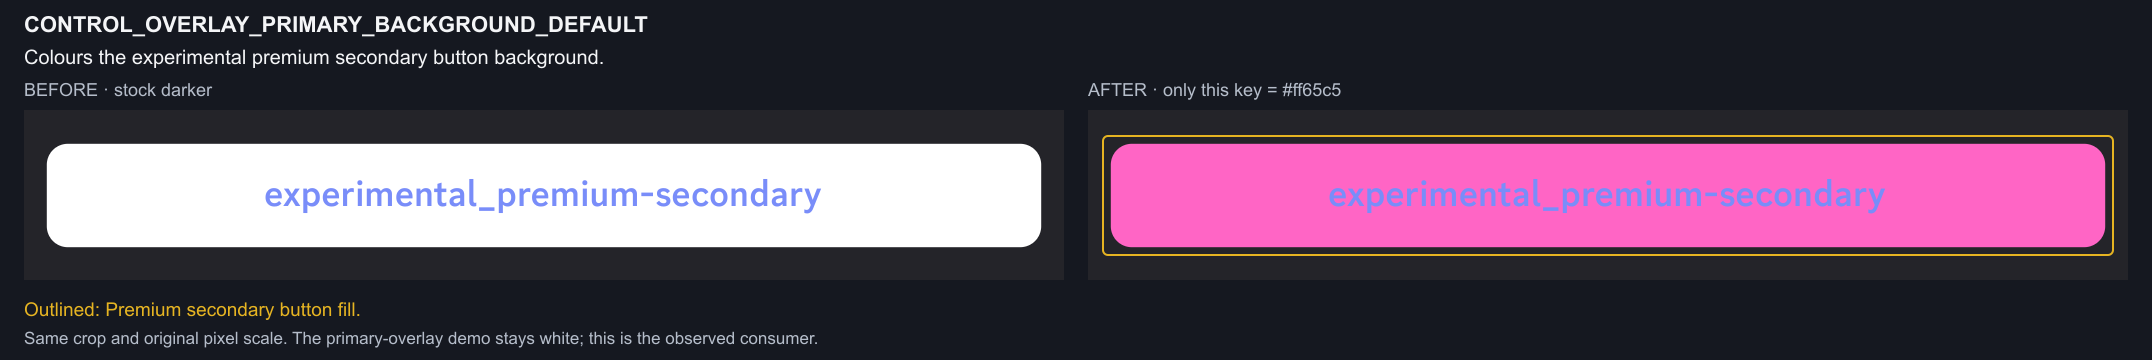 CONTROL_OVERLAY_PRIMARY_BACKGROUND_DEFAULT
Colours the experimental premium secondary button background.
BEFORE · stock darker
AFTER · only this key = #ff65c5
experimental_premium-secondary
experimental_premium-secondary
Outlined: Premium secondary button fill.
Same crop and original pixel scale. The primary-overlay demo stays white; this is the observed consumer.